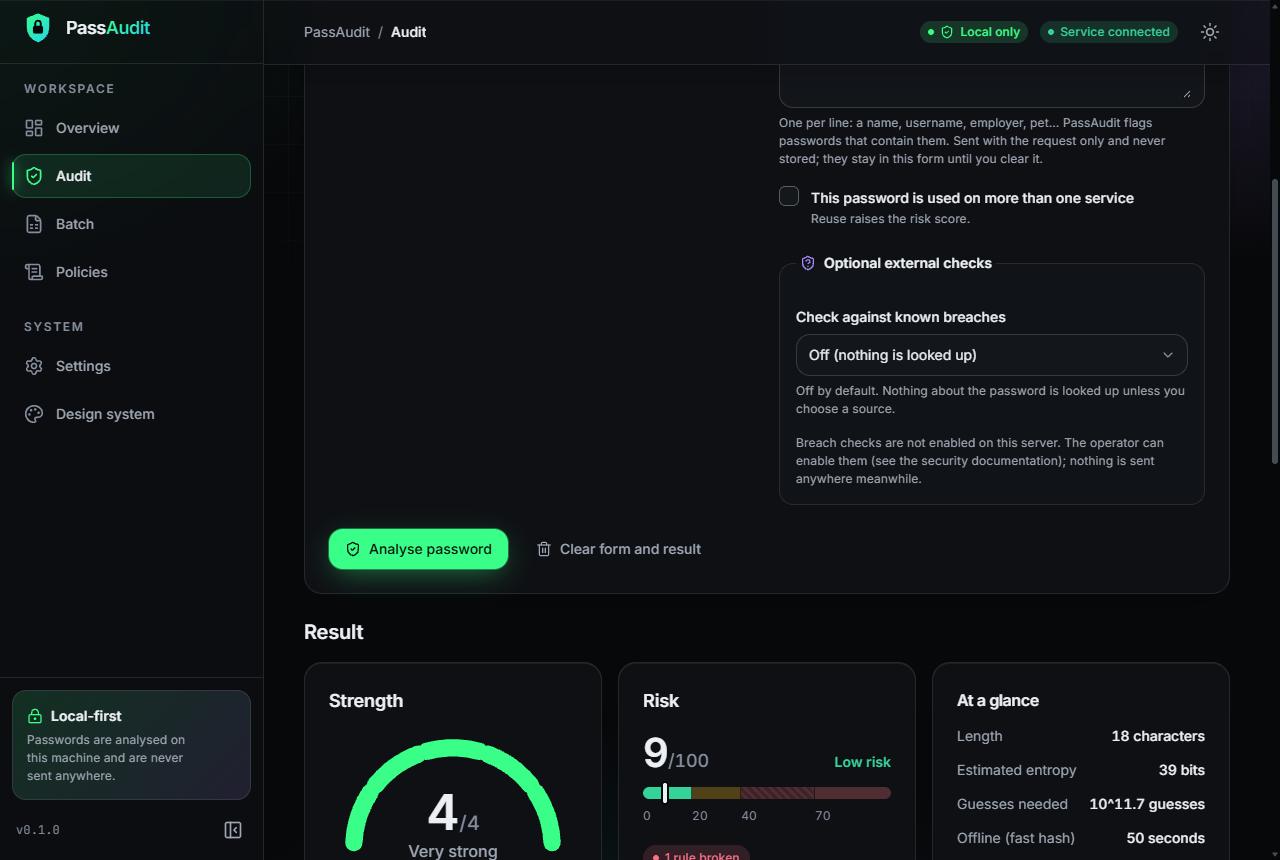 PassAudit
PassAudit / Audit
Local only
Service connected
WORKSPACE
Overview
Audit
Batch
Policies
SYSTEM
Settings
Design system
Local-first
Passwords are analysed on
this machine and are never
sent anywhere.
v0.1.0
One per line: a name, username, employer, pet... PassAudit flags
passwords that contain them. Sent with the request only and never
stored; they stay in this form until you clear it.
This password is used on more than one service
Reuse raises the risk score.
Optional external checks
Check against known breaches
Off (nothing is looked up)
Off by default. Nothing about the password is looked up unless you
choose a source.
Breach checks are not enabled on this server. The operator can
enable them (see the security documentation); nothing is sent
anywhere meanwhile.
Analyse password
Clear form and result
Result
Strength
4/4
Very strong
Risk
9/100
Low risk
0 20 40 70
1 rule broken
At a glance
Length 18 characters
Estimated entropy 39 bits
Guesses needed 10^11.7 guesses
Offline (fast hash) 50 seconds